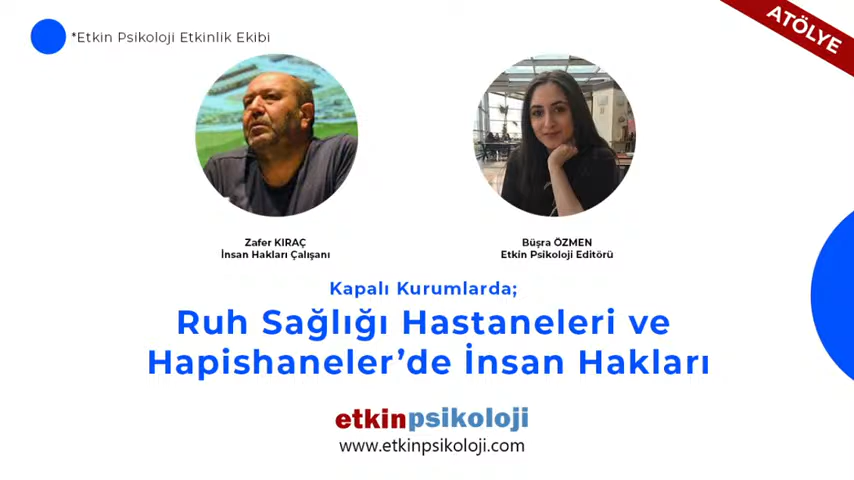 *Etkin Psikoloji Etkinlik Ekibi
ATÖLYE
Zafer KIRAÇ
İnsan Hakları Çalışanı
Büşra ÖZMEN
Etkin Psikoloji Editörü
Kapalı Kurumlarda;
Ruh Sağlığı Hastaneleri ve
Hapishaneler’de İnsan Hakları
etkinpsikoloji
www.etkinpsikoloji.com